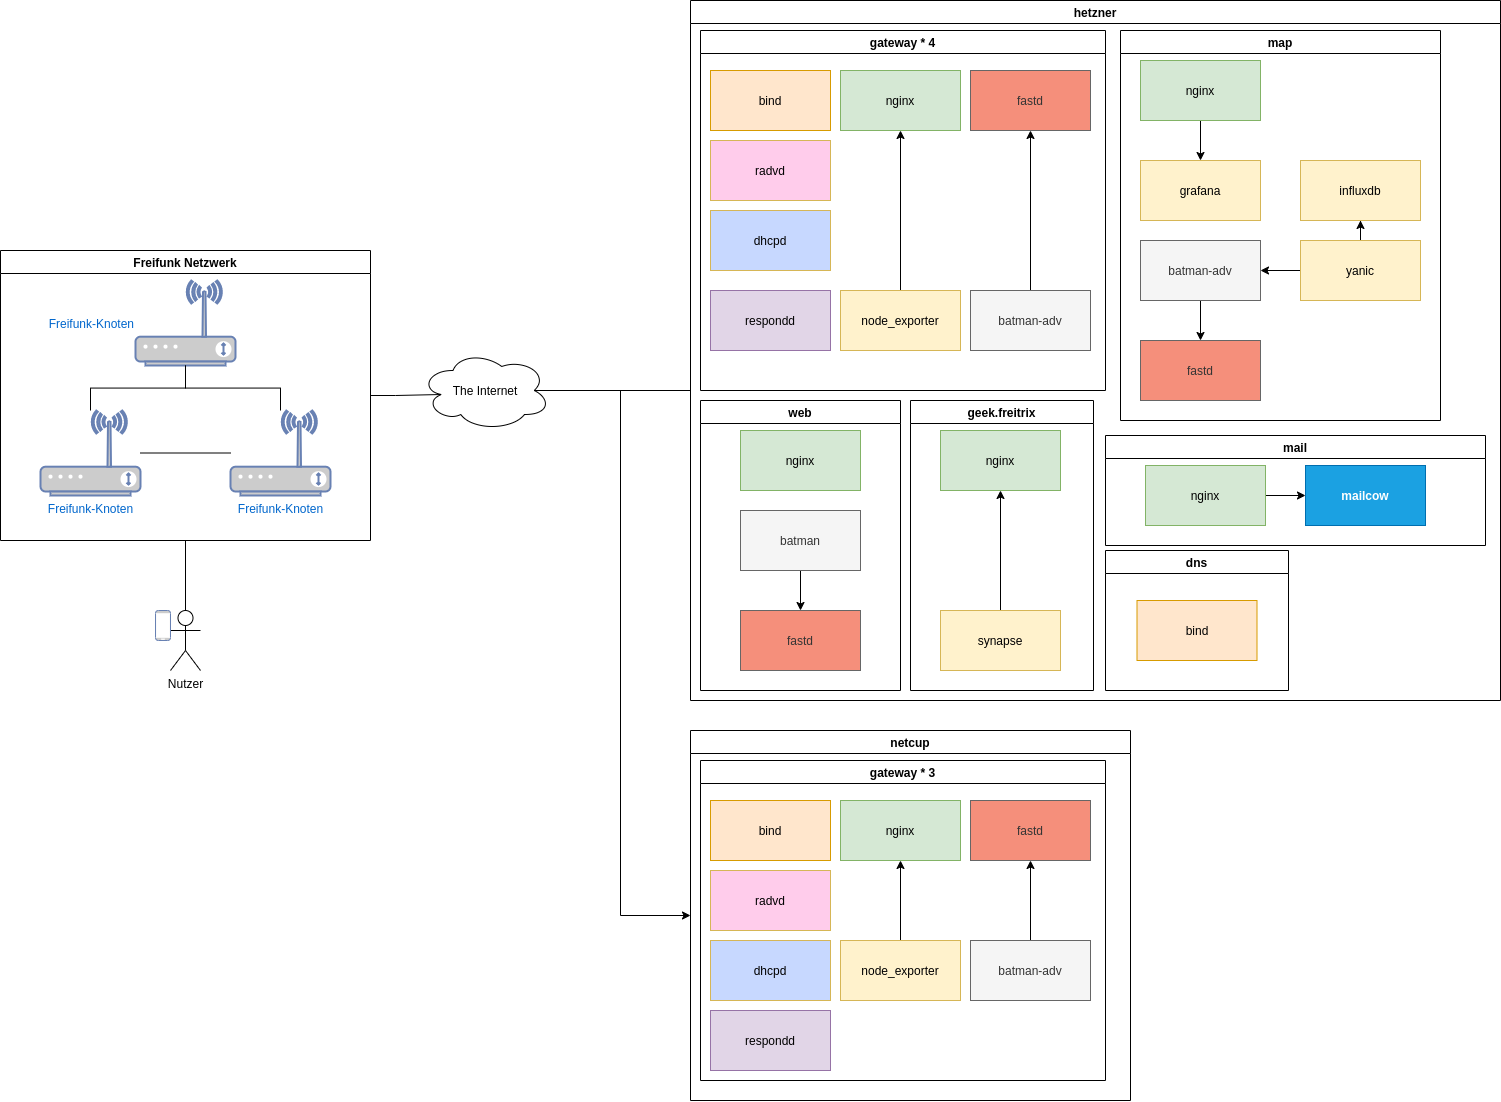 Freifunk Netzwerk
Freifunk-Knoten
Freifunk-Knoten
Freifunk-Knoten
Nutzer
The Internet
hetzner
gateway * 4
bind
nginx
fastd
radvd
dhcpd
respondd
node_exporter
batman-adv
map
nginx
grafana
influxdb
batman-adv
yanic
fastd
web
nginx
batman
fastd
geek.freitrix
nginx
synapse
mail
nginx
mailcow
dns
bind
netcup
gateway * 3
bind
nginx
fastd
radvd
dhcpd
node_exporter
batman-adv
respondd